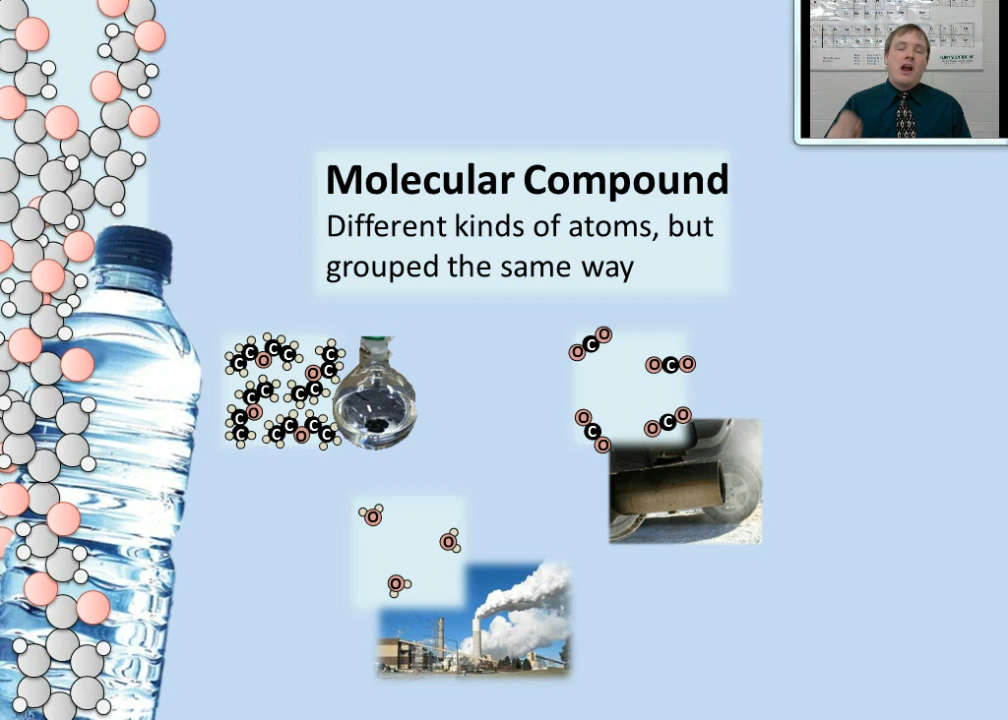 Molecular Compound
Different kinds of atoms, but
grouped the same way
C C O C C
C C O C C
C C O C C
C C O C C
O C O
O C O
O C O
O C O
O
O
O